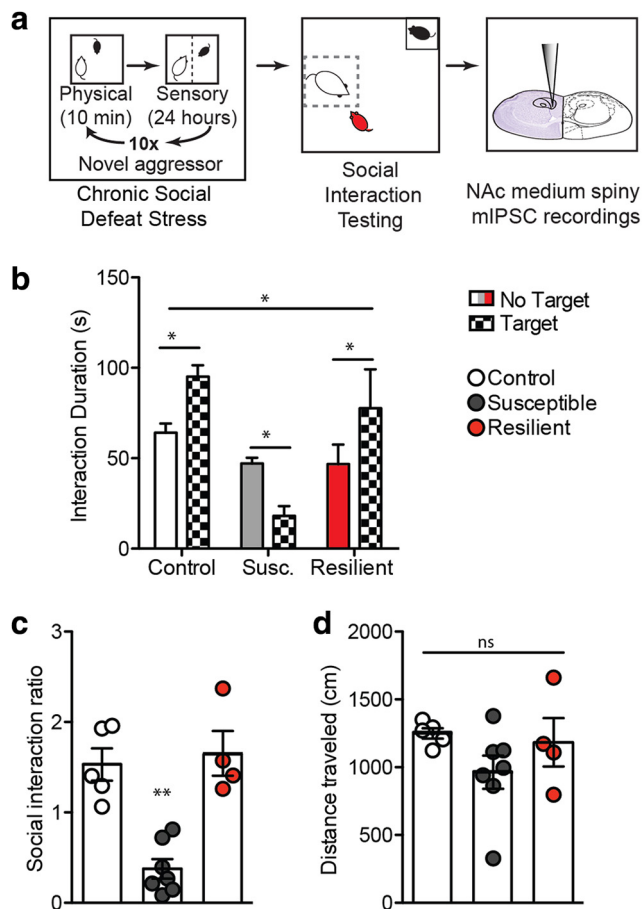 a
Physical
(10 min)
Sensory
(24 hours)
10x
Novel aggressor
Chronic Social
Defeat Stress
Social
Interaction
Testing
NAc medium spiny
mIPSC recordings
b
Interaction Duration (s)
150
100
50
0
*
*
*
*
Control
Susc.
Resilient
No Target
Target
Control
Susceptible
Resilient
c
Social interaction ratio
3
2
1
0
**
d
Distance traveled (cm)
2000
1500
1000
500
0
ns